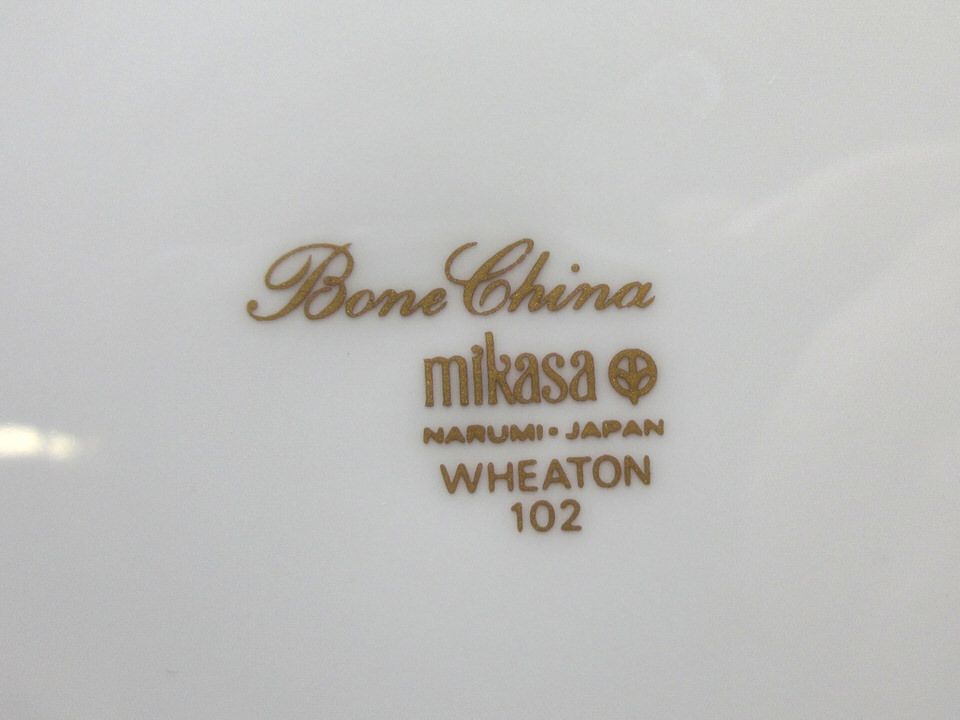 Bone China
mikasa
NARUMI • JAPAN
WHEATON
102